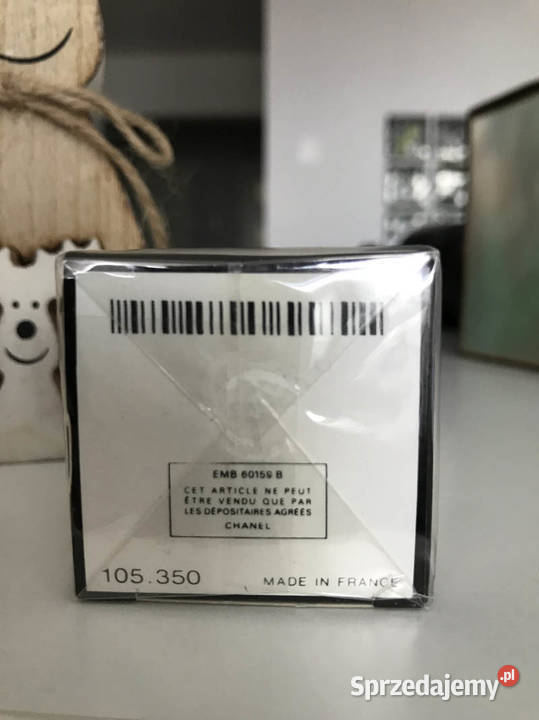 EMB 60159 B
CET ARTICLE NE PEUT
ÊTRE VENDU QUE PAR
LES DÉPOSITAIRES AGRÉÉS
CHANEL
105.350
MADE IN FRANCE
Sprzedajemy.pl